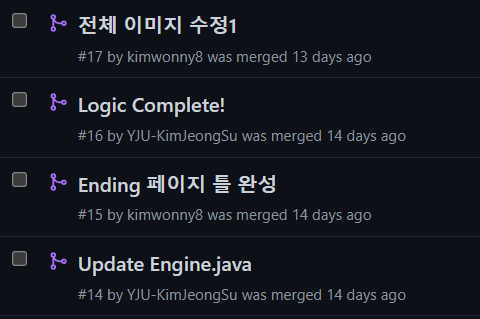 전체 이미지 수정1
#17 by kimwonny8 was merged 13 days ago
Logic Complete!
#16 by YJU-KimJeongSu was merged 14 days ago
Ending 페이지 틀 완성
#15 by kimwonny8 was merged 14 days ago
Update Engine.java
#14 by YJU-KimJeongSu was merged 14 days ago